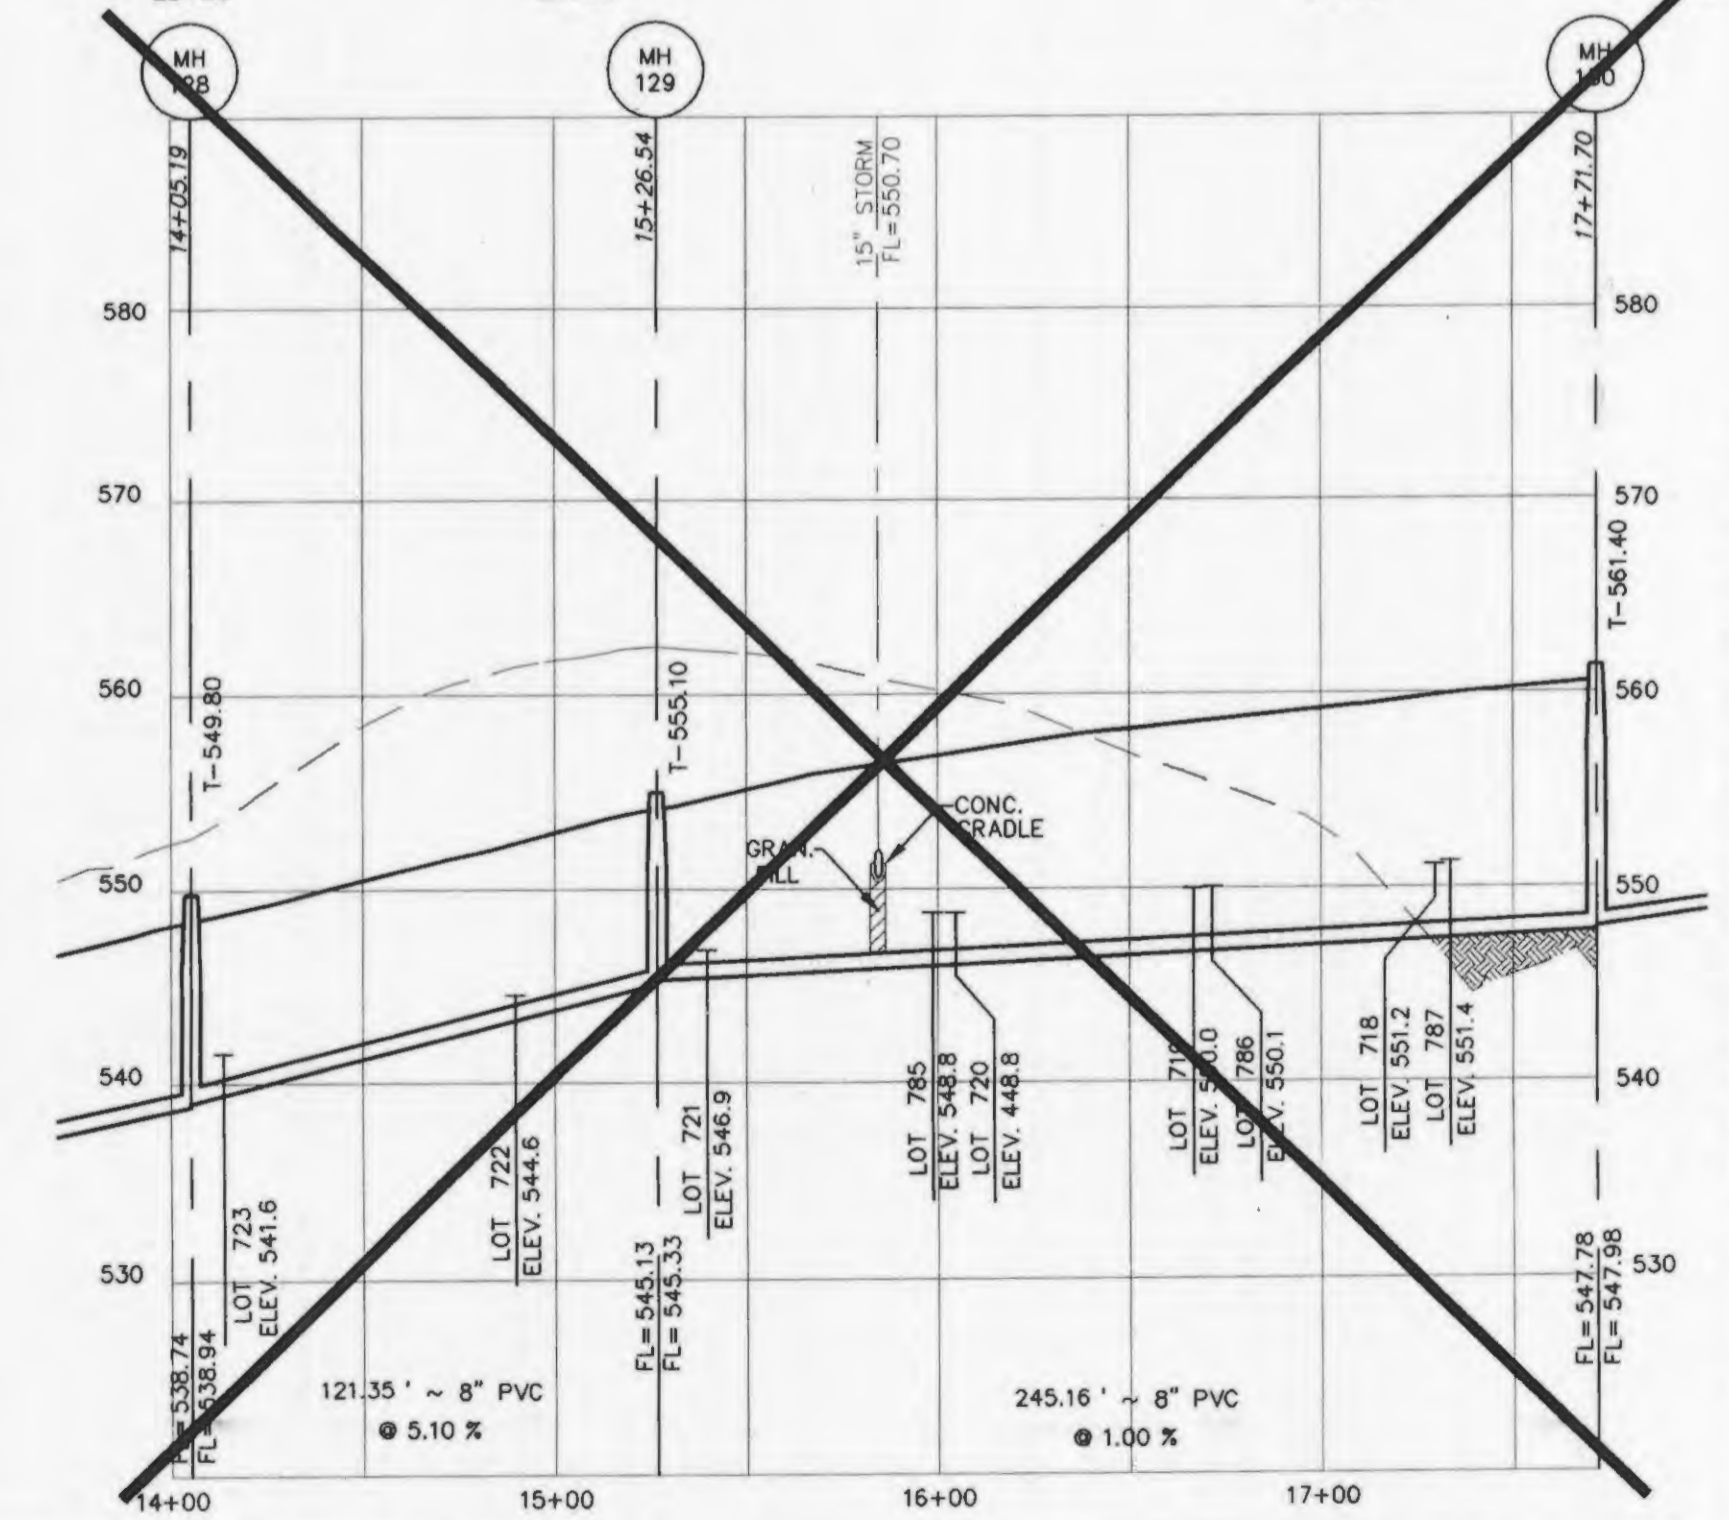 MH
128
MH
129
MH
130
14+05.19
15+26.54
15" STORM
FL=550.70
17+71.70
580
580
570
570
T-561.40
560
560
T-549.80
T-555.10
550
550
CONC.
CRADLE
GRAN.
FILL
540
540
LOT 723
ELEV. 541.6
LOT 722
ELEV. 544.6
LOT 721
ELEV. 546.9
LOT 785
ELEV. 548.8
LOT 720
ELEV. 448.8
LOT 719
ELEV. 550.0
LOT 786
ELEV. 550.1
LOT 718
ELEV. 551.2
LOT 787
ELEV. 551.4
530
530
FL=538.74
FL=538.94
FL=545.13
FL=545.33
FL=547.78
FL=547.98
121.35 ' ~ 8" PVC
@ 5.10 %
245.16 ' ~ 8" PVC
@ 1.00 %
14+00
15+00
16+00
17+00